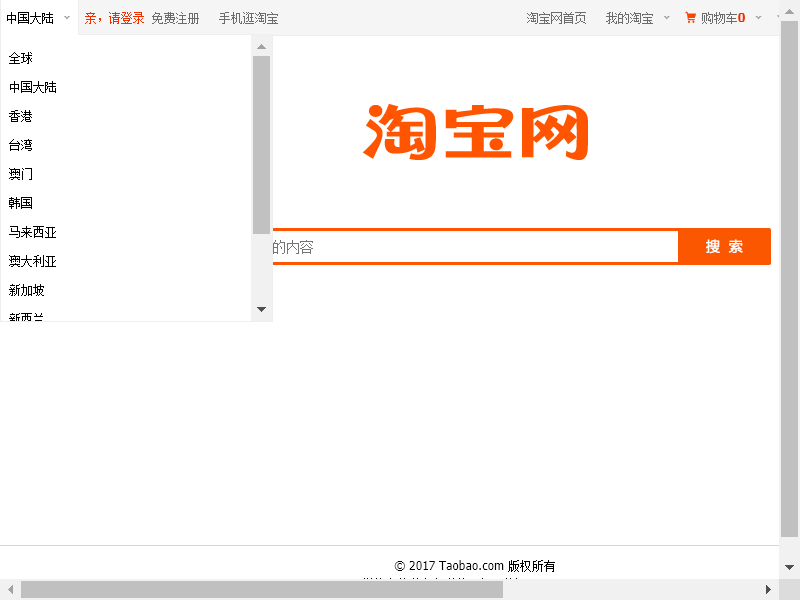 中国大陆 亲，请登录 免费注册 手机逛淘宝 淘宝网首页 我的淘宝 购物车0
全球
中国大陆
香港
台湾
澳门
韩国
马来西亚
澳大利亚
新加坡
新西兰
淘宝网
的内容 搜 索
© 2017 Taobao.com 版权所有